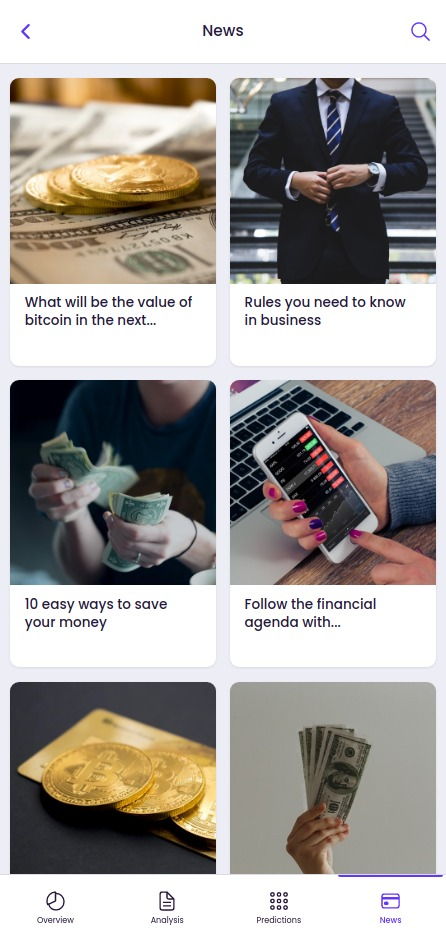 News
What will be the value of
bitcoin in the next...
Rules you need to know
in business
10 easy ways to save
your money
Follow the financial
agenda with...
Overview
Analysis
Predictions
News